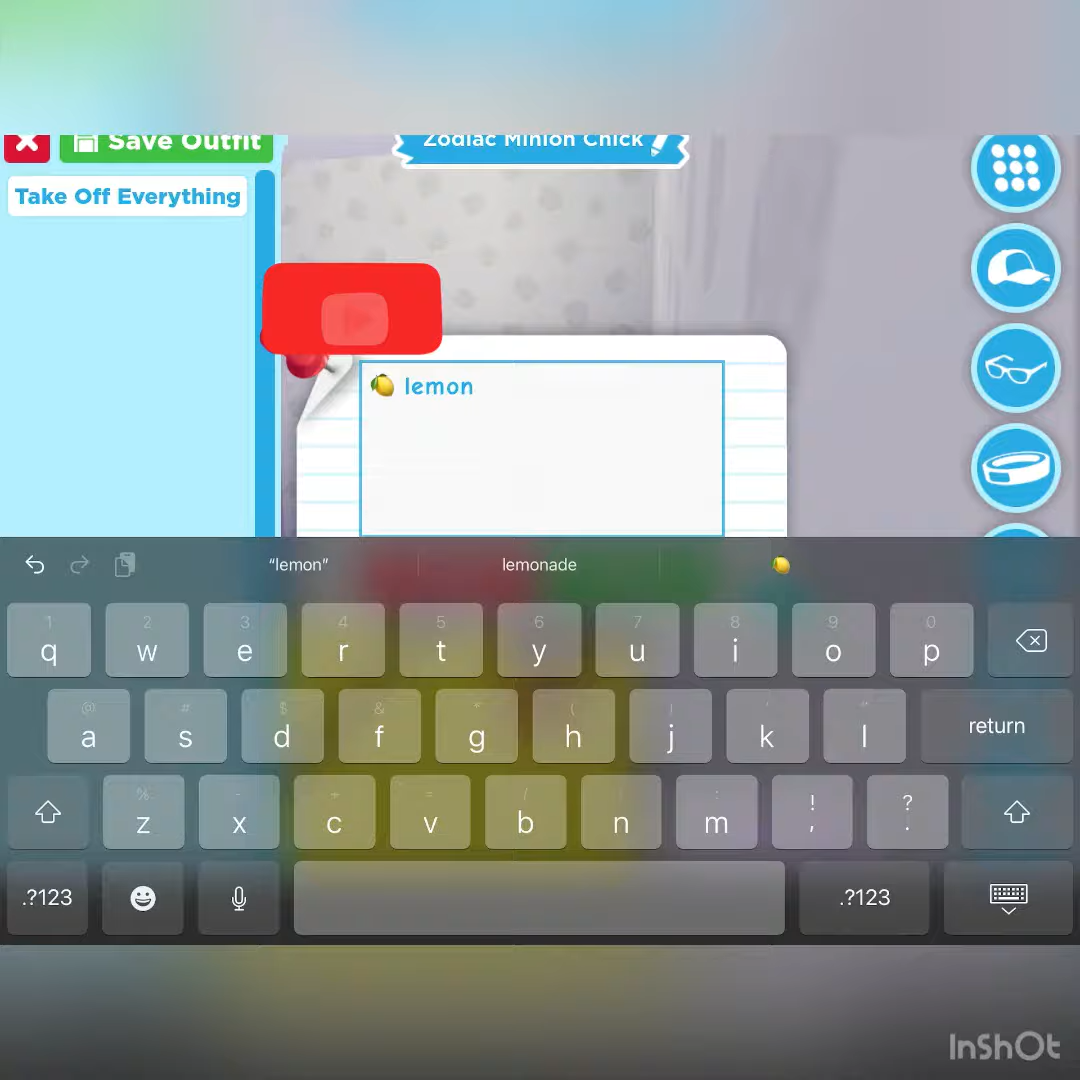 Save Outfit
Zodiac Minion Chick
Take Off Everything
🍋 lemon
“lemon” lemonade 🍋
1 2 3 4 5 6 7 8 9 0
q w e r t y u i o p
@ # $ & * ( ) ' "
a s d f g h j k l return
% - + = / ; : ! ?
z x c v b n m , .
.?123 .?123
InShOt